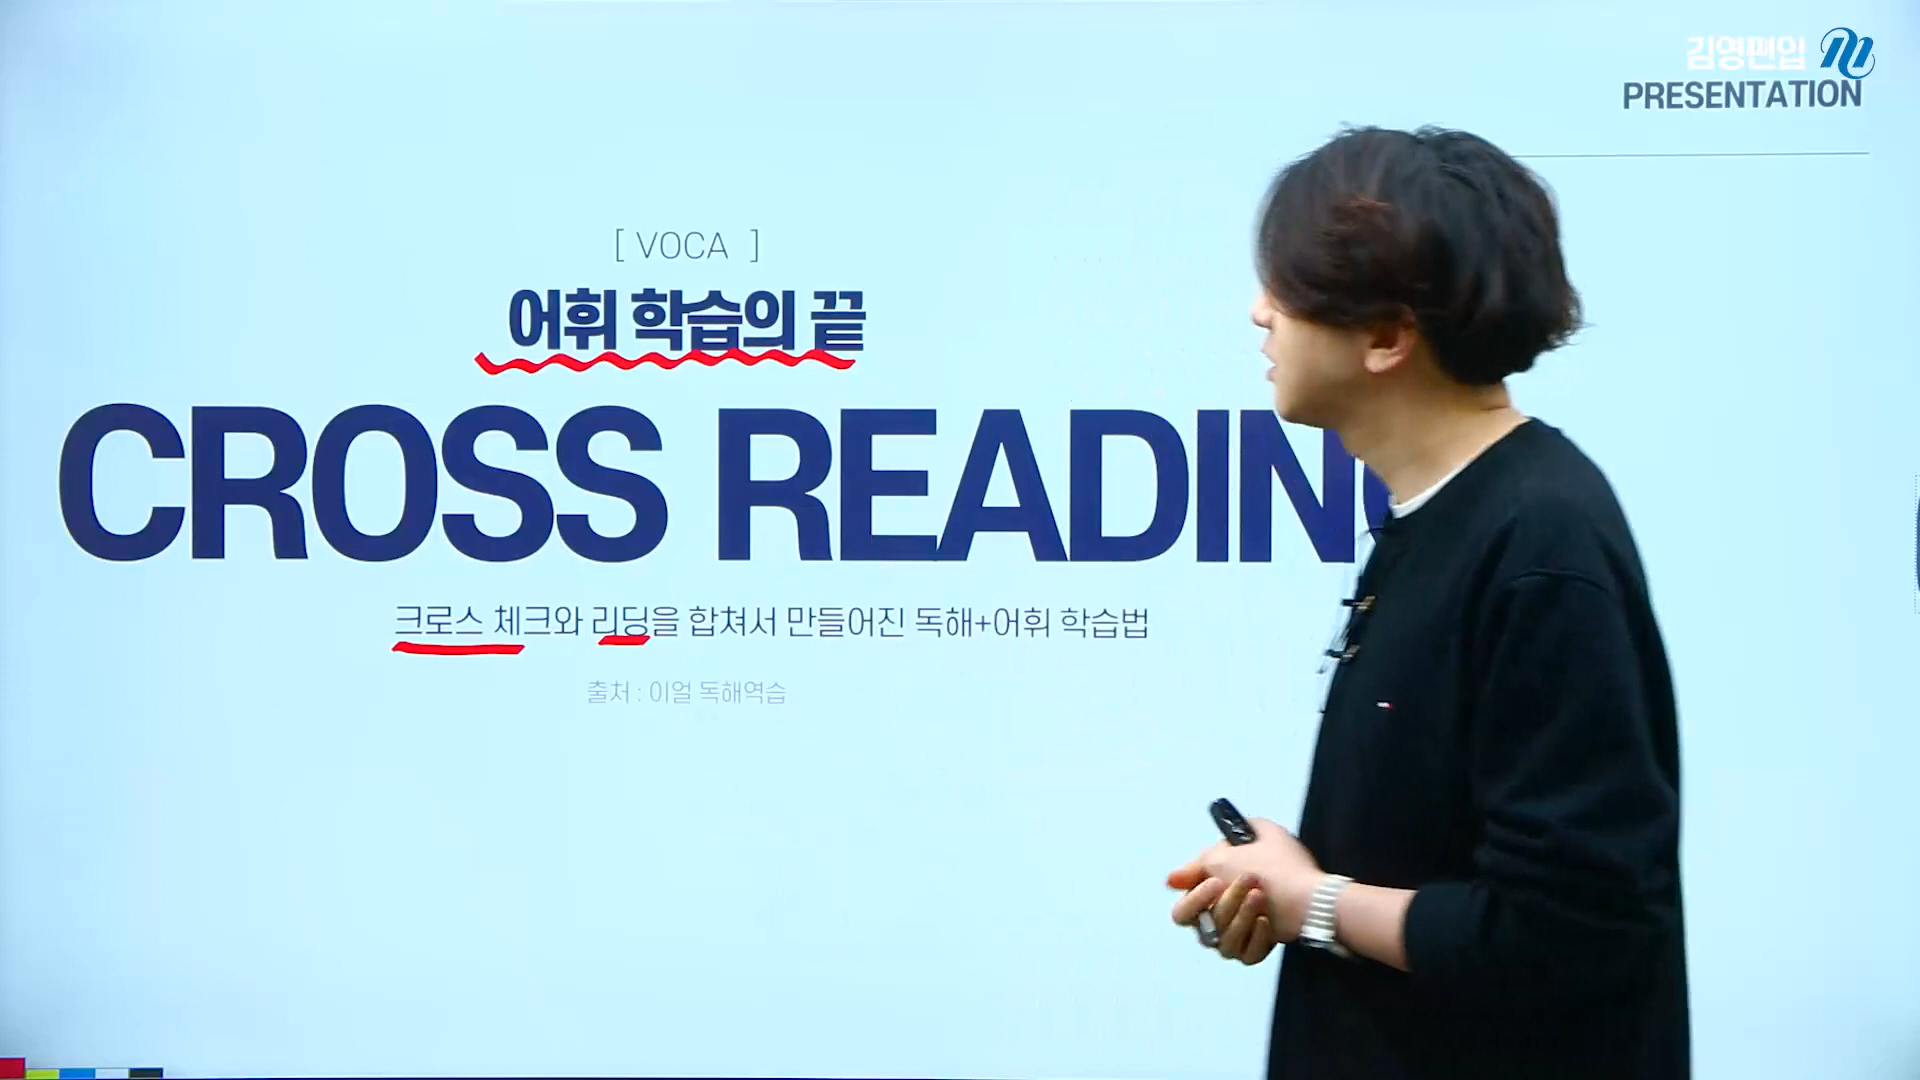 김영편입
PRESENTATION
[ VOCA ]
어휘 학습의 끝
CROSS READIN
크로스 체크와 리딩을 합쳐서 만들어진 독해+어휘 학습법
출처 : 이얼 독해역습